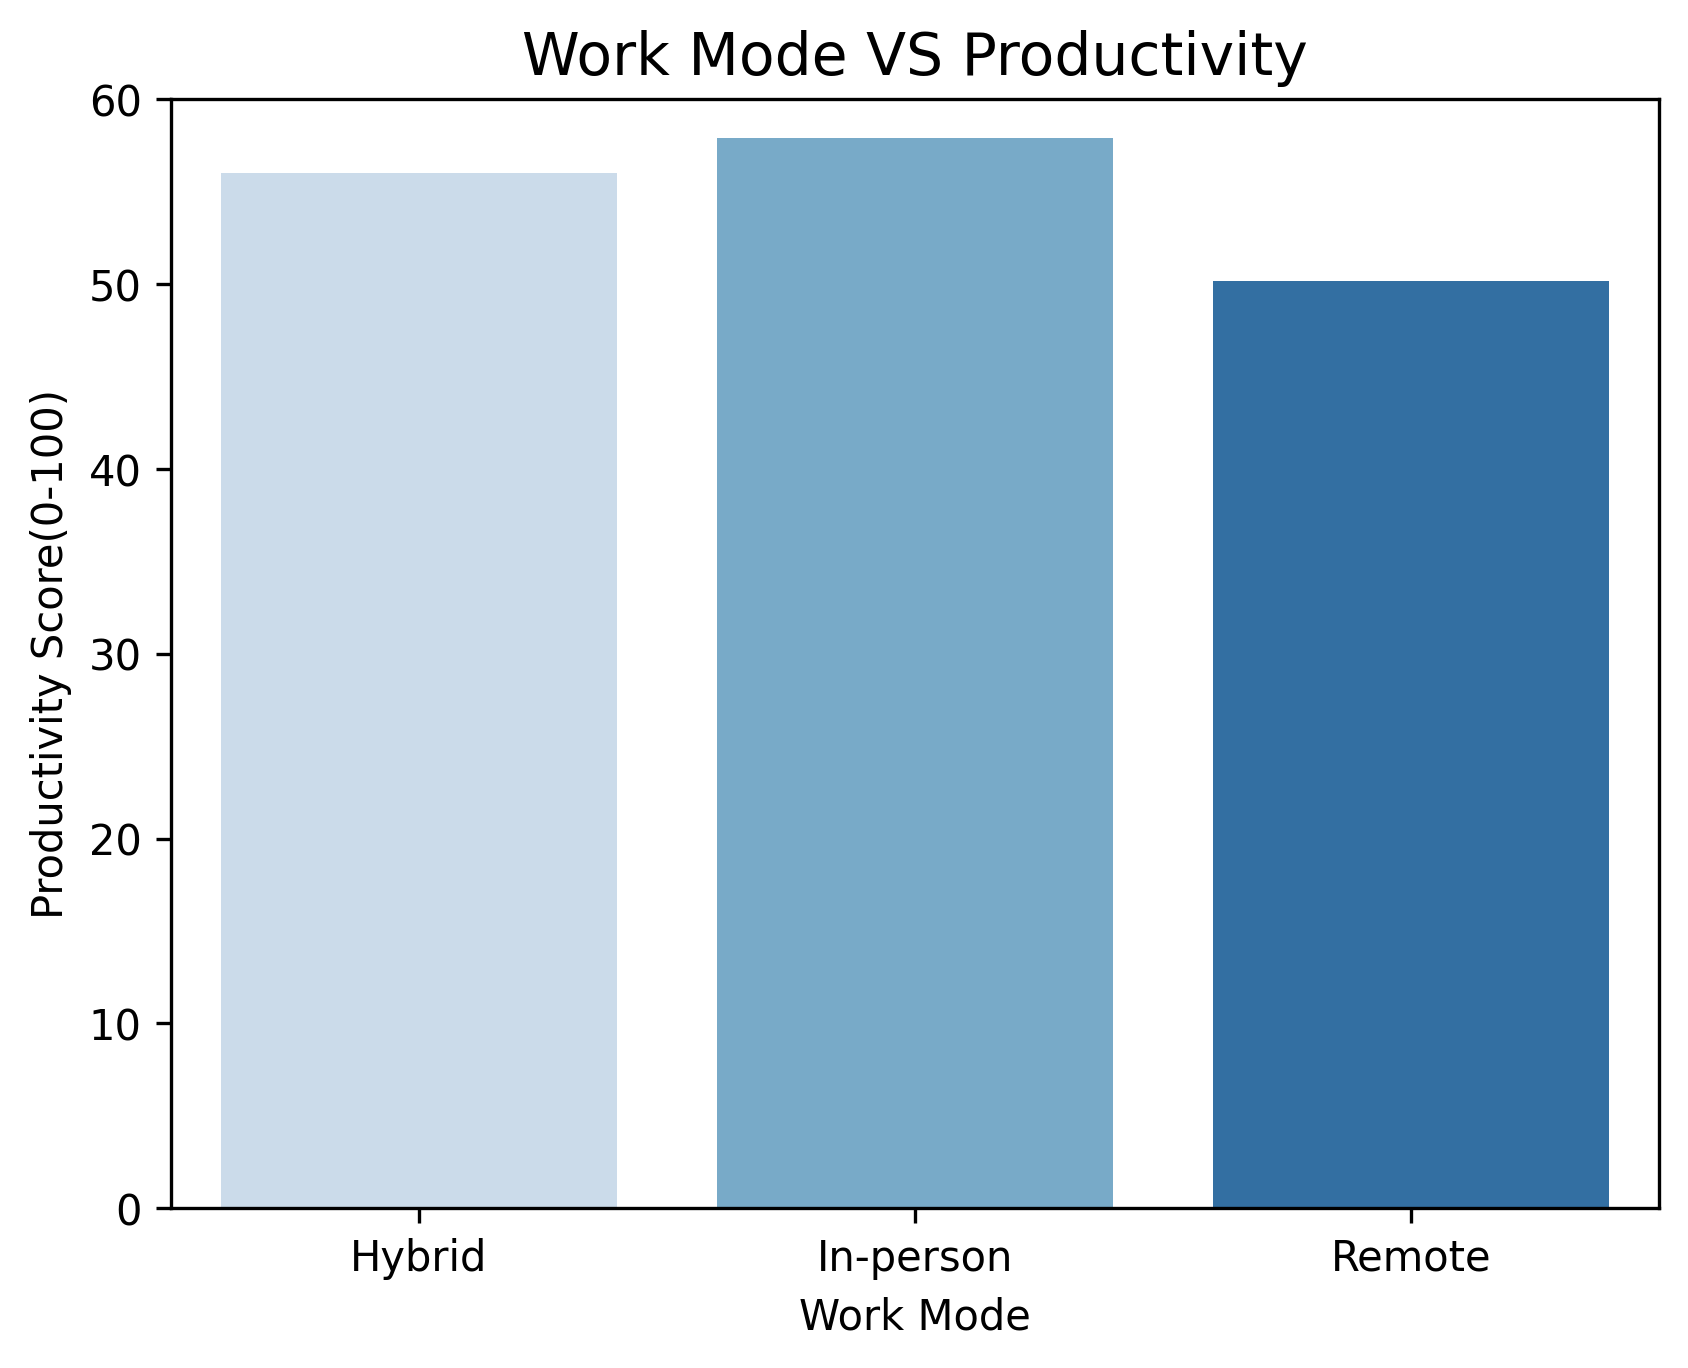 Work Mode VS Productivity
60
50
40
30
20
10
0
Productivity Score(0-100)
Hybrid
In-person
Remote
Work Mode